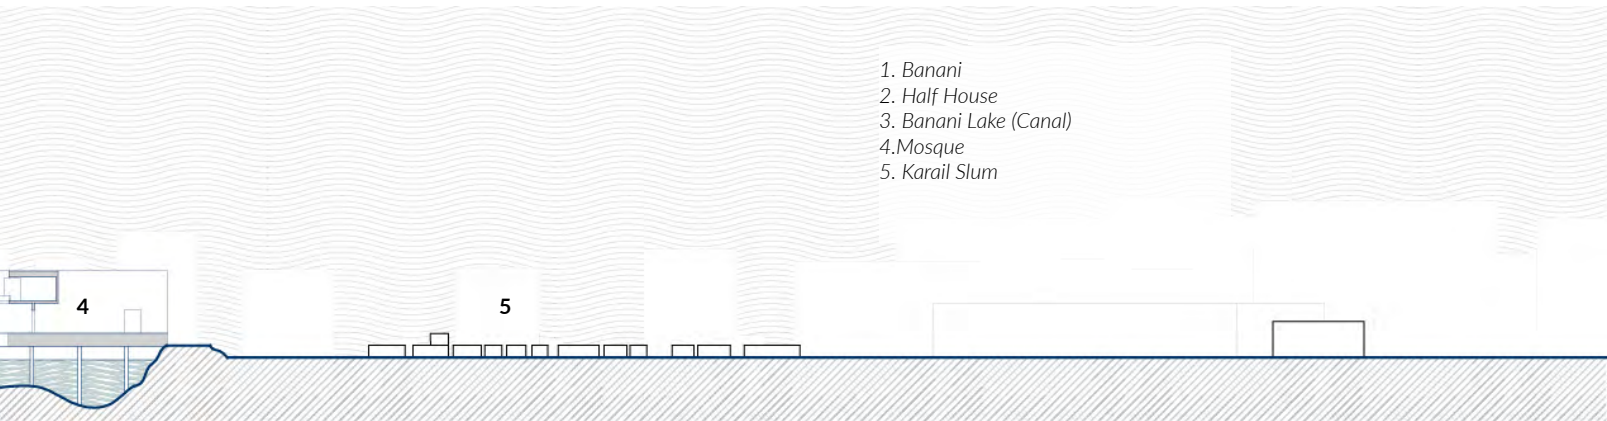 1. Banani
2. Half House
3. Banani Lake (Canal)
4.Mosque
5. Karail Slum
4
5